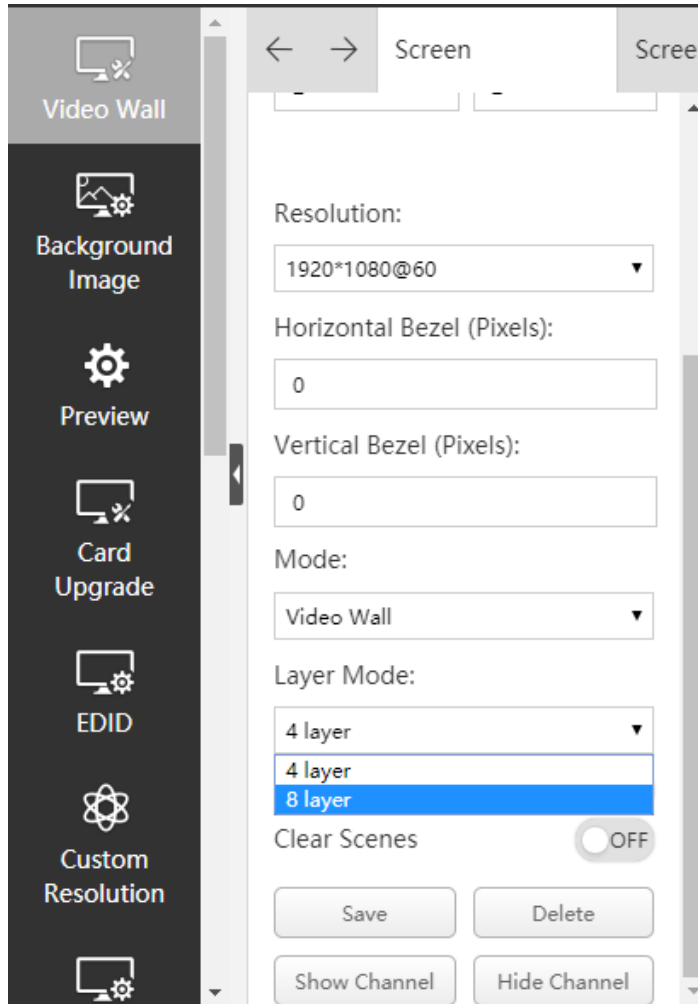 Video Wall
Background
Image
Preview
Card
Upgrade
EDID
Custom
Resolution
Screen
Scree
Resolution:
1920*1080@60
Horizontal Bezel (Pixels):
0
Vertical Bezel (Pixels):
0
Mode:
Video Wall
Layer Mode:
4 layer
4 layer
8 layer
Clear Scenes OFF
Save Delete
Show Channel Hide Channel